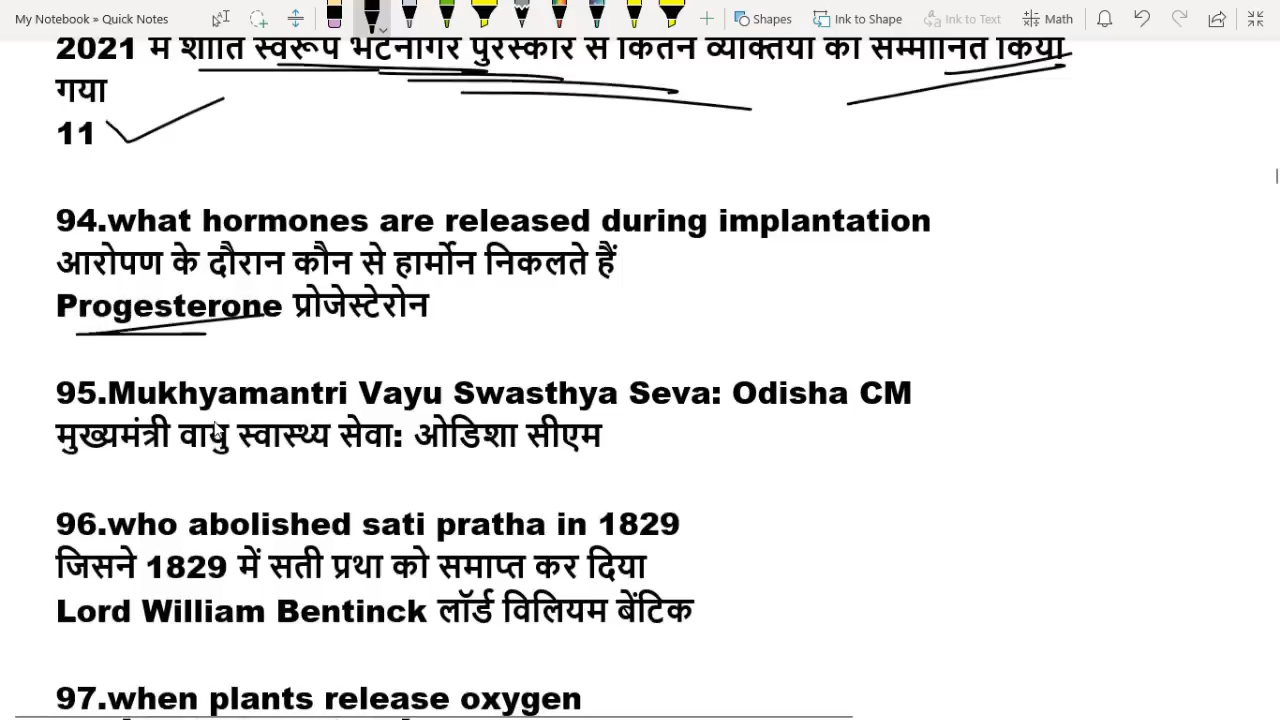 My Notebook » Quick Notes
Shapes
Ink to Shape
Ink to Text
Math
2021 में शांति स्वरूप भटनागर पुरस्कार से कितने व्यक्तियों को सम्मानित किया
गया
11
94.what hormones are released during implantation
आरोपण के दौरान कौन से हार्मोन निकलते हैं
Progesterone प्रोजेस्टेरोन
95.Mukhyamantri Vayu Swasthya Seva: Odisha CM
मुख्यमंत्री वायु स्वास्थ्य सेवा: ओडिशा सीएम
96.who abolished sati pratha in 1829
जिसने 1829 में सती प्रथा को समाप्त कर दिया
Lord William Bentinck लॉर्ड विलियम बेंटिक
97.when plants release oxygen